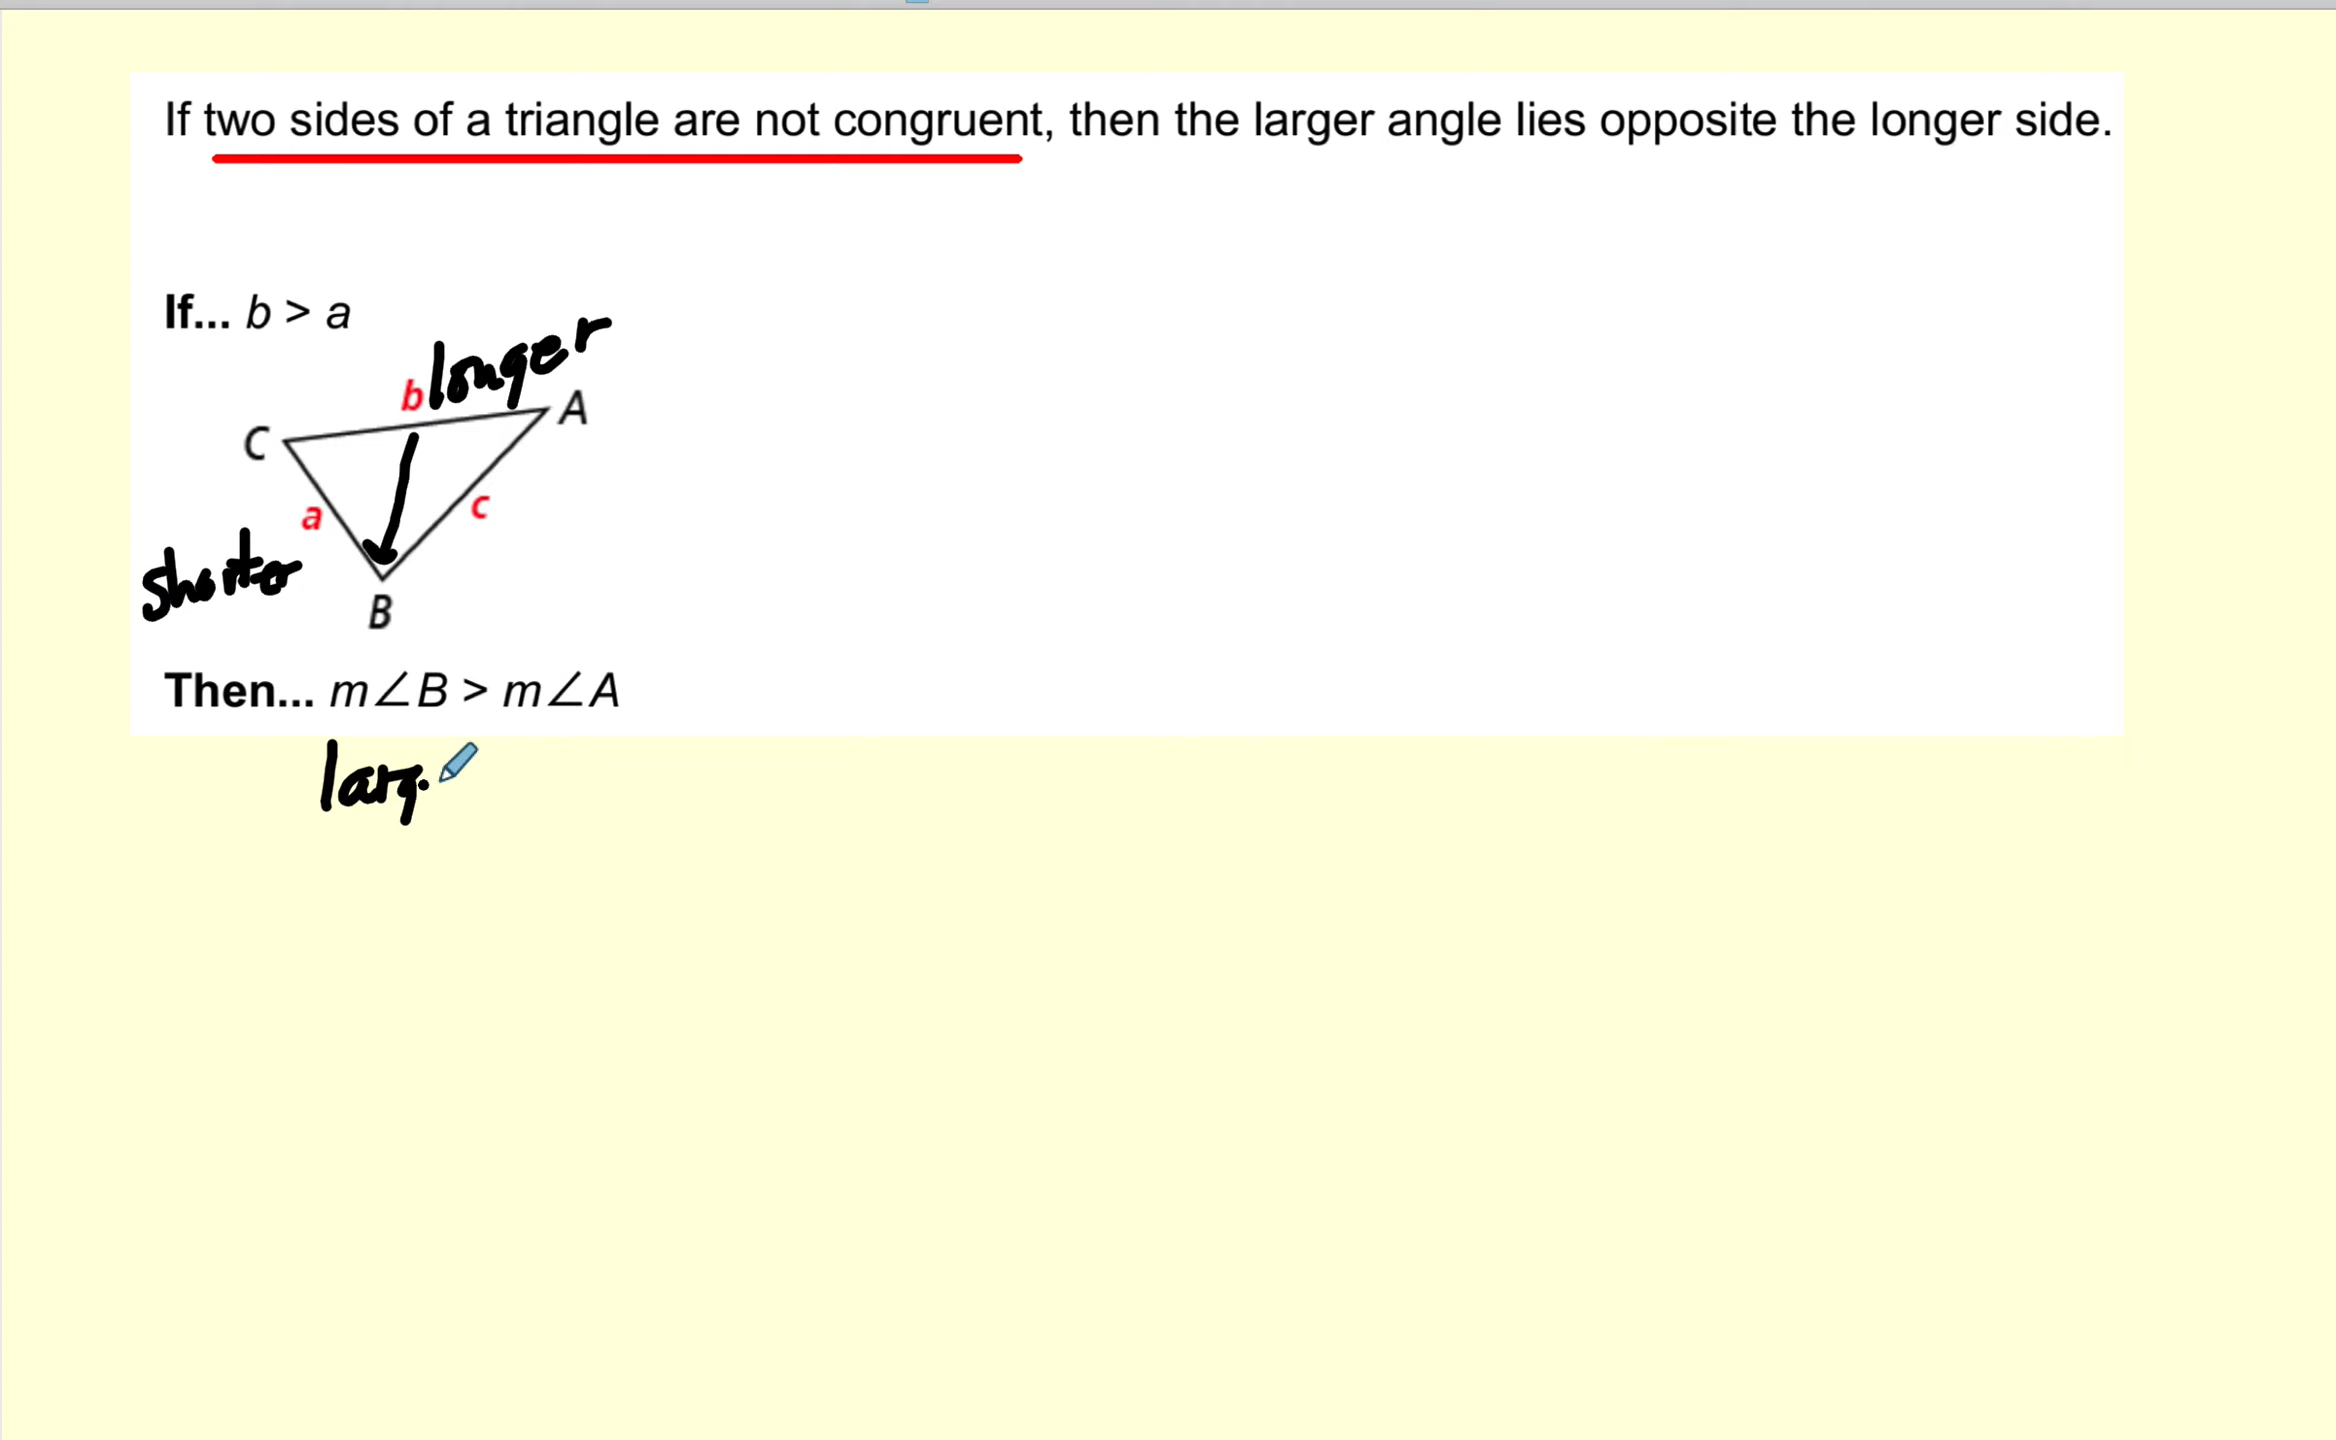 If two sides of a triangle are not congruent, then the larger angle lies opposite the longer side.
If... b > a
longer
b
A
C
a
c
shorter
B
Then... m∠B > m∠A
larg